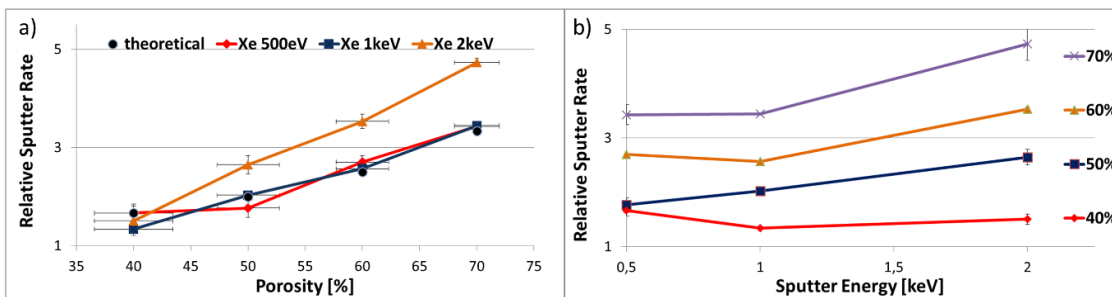 a)
theoretical Xe 500eV Xe 1keV Xe 2keV
Relative Sputter Rate
5
3
1
35 40 45 50 55 60 65 70 75
Porosity [%]
b)
Relative Sputter Rate
5
3
1
0,5 1 1,5 2
Sputter Energy [keV]
70%
60%
50%
40%